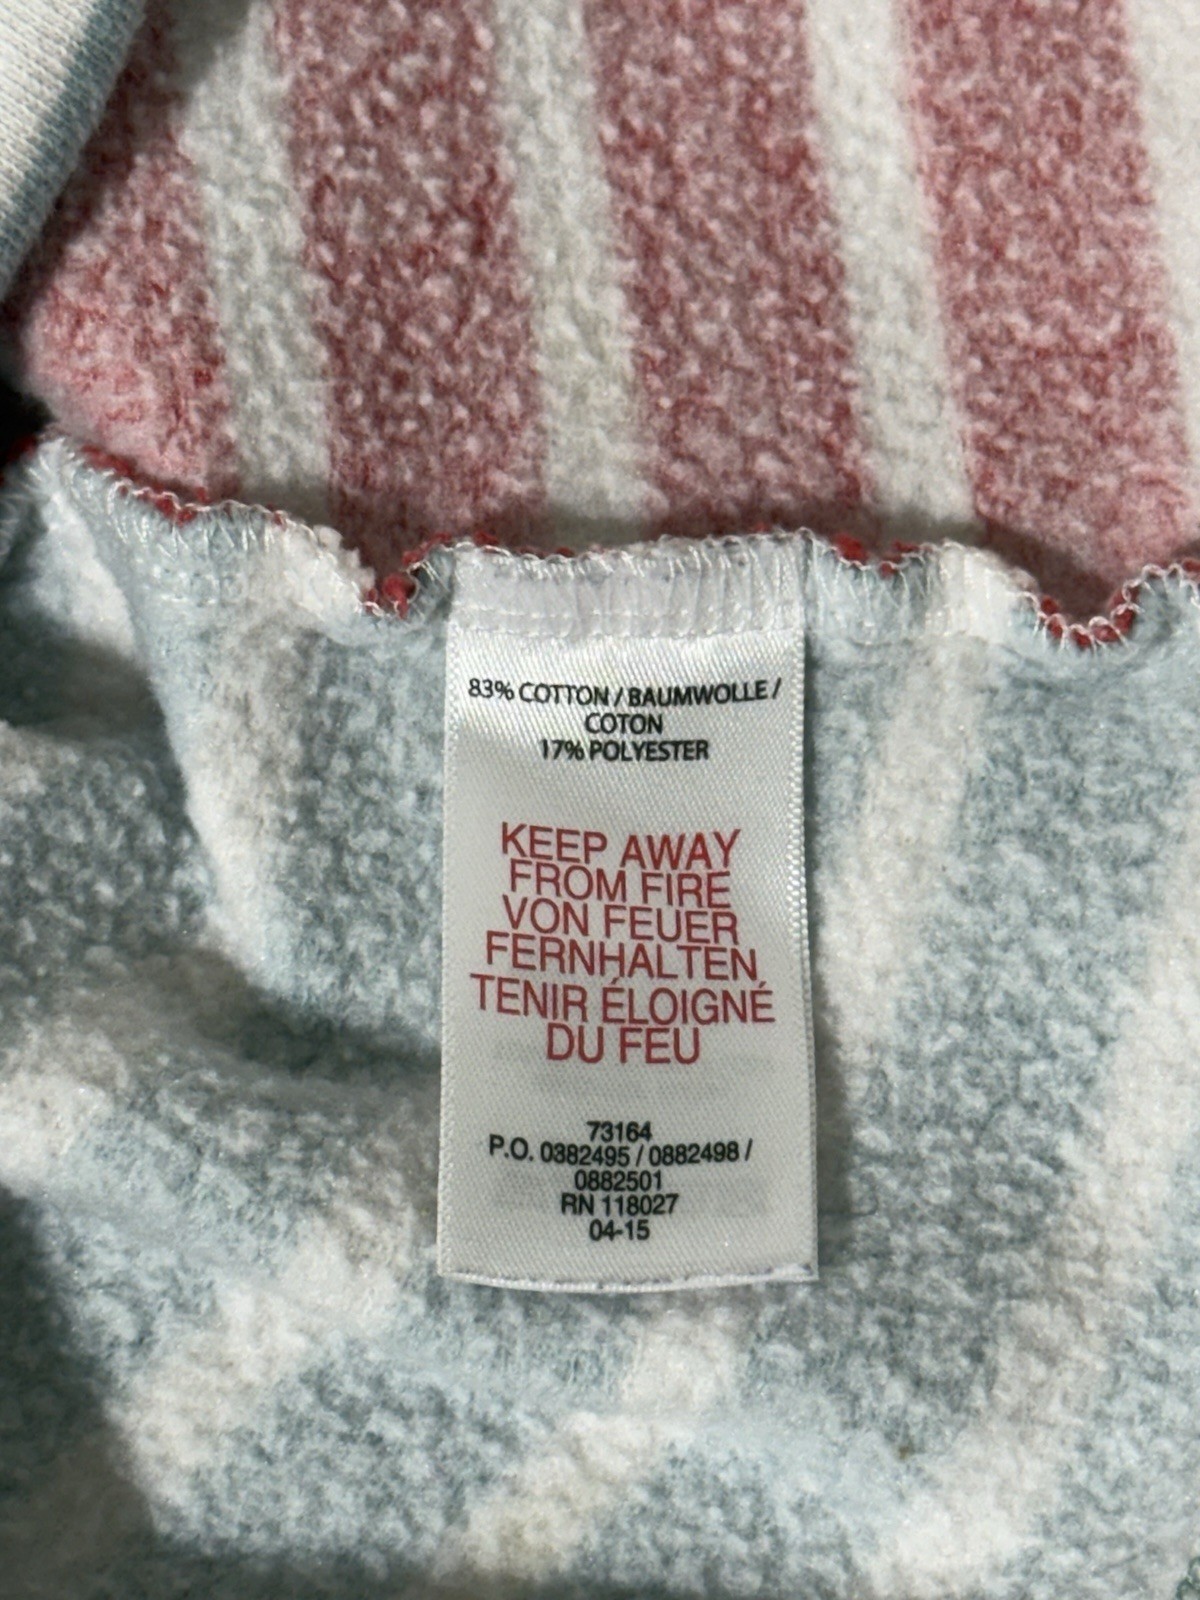 83% COTTON / BAUMWOLLE /
COTON
17% POLYESTER
KEEP AWAY
FROM FIRE
VON FEUER
FERNHALTEN
TENIR ÉLOIGNÉ
DU FEU
73164
P.O. 0382495 / 0882498 /
0882501
RN 118027
04-15